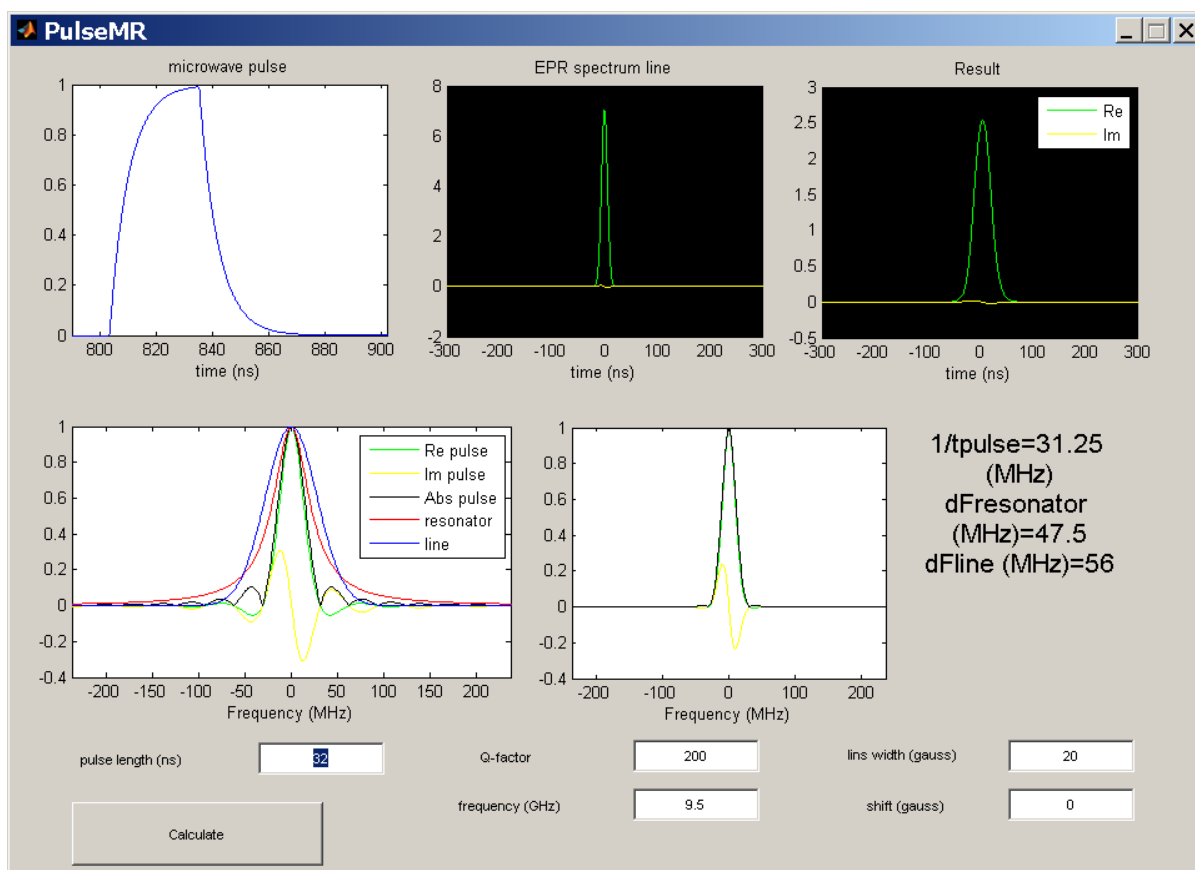 PulseMR
microwave pulse
1
0.8
0.6
0.4
0.2
0
800 820 840 860 880 900
time (ns)
EPR spectrum line
8
6
4
2
0
-2
-300 -200 -100 0 100 200 300
time (ns)
Result
3
2.5
2
1.5
1
0.5
0
-0.5
-300 -200 -100 0 100 200 300
time (ns)
Re
Im
1
0.8
0.6
0.4
0.2
0
-0.2
-0.4
-200 -150 -100 -50 0 50 100 150 200
Frequency (MHz)
Re pulse
Im pulse
Abs pulse
resonator
line
1
0.8
0.6
0.4
0.2
0
-0.2
-0.4
-200 -100 0 100 200
Frequency (MHz)
1/tpulse=31.25
(MHz)
dFresonator
(MHz)=47.5
dFline (MHz)=56
pulse length (ns) 32
Q-factor 200
lins width (gauss) 20
frequency (GHz) 9.5
shift (gauss) 0
Calculate